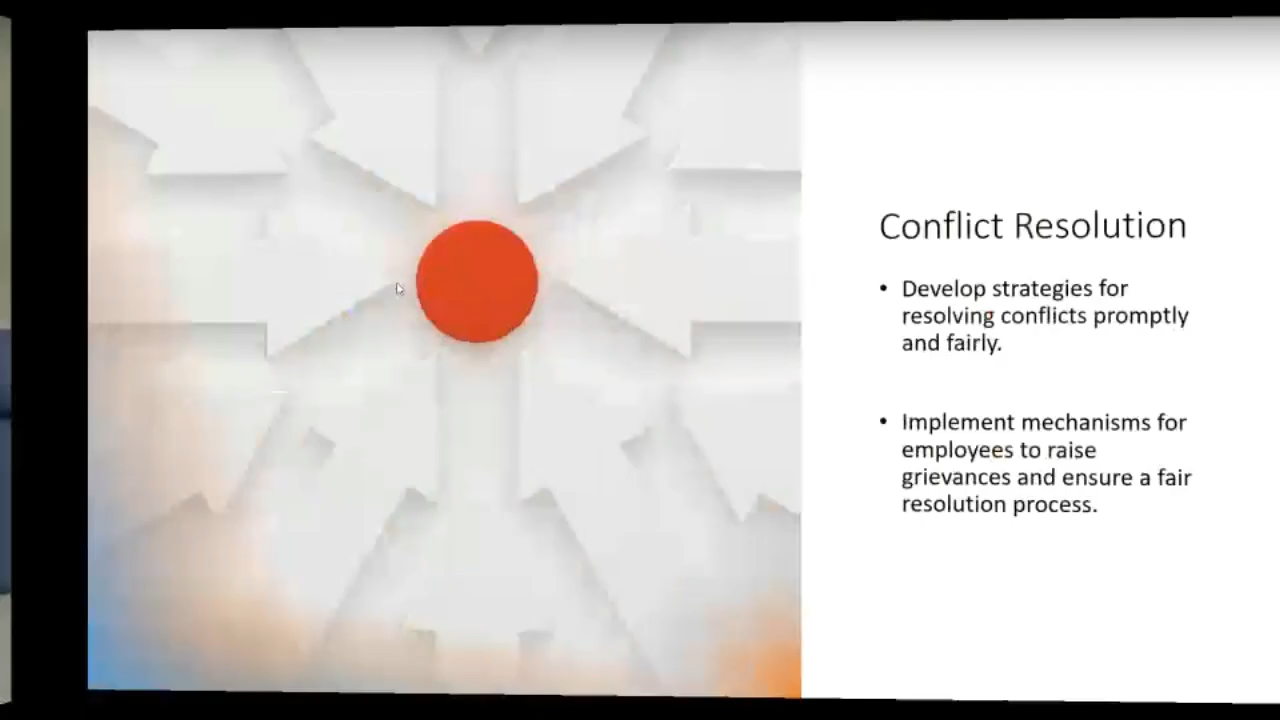 Conflict Resolution
• Develop strategies for
resolving conflicts promptly
and fairly.
• Implement mechanisms for
employees to raise
grievances and ensure a fair
resolution process.